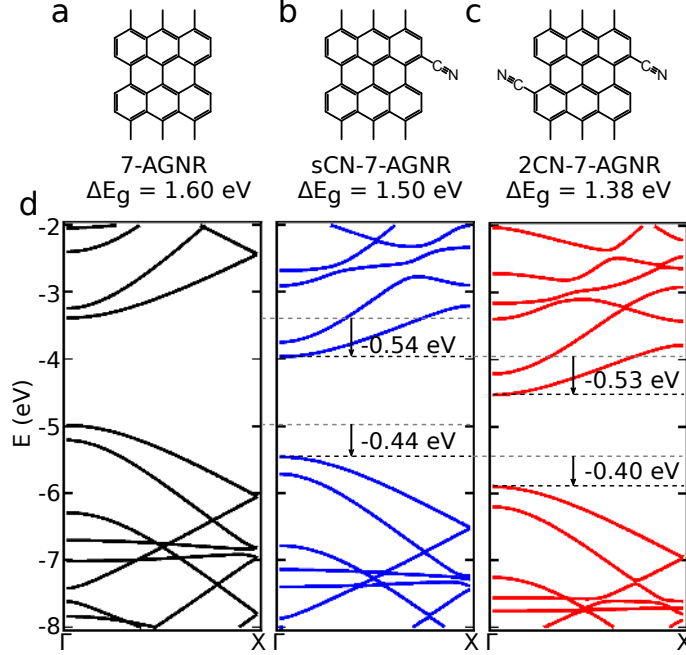 a
b
c
C≡N
N≡C
C≡N
7-AGNR
ΔEg = 1.60 eV
sCN-7-AGNR
ΔEg = 1.50 eV
2CN-7-AGNR
ΔEg = 1.38 eV
d
E (eV)
-2
-3
-4
-5
-6
-7
-8
-0.54 eV
-0.44 eV
-0.53 eV
-0.40 eV
Γ
X
Γ
X
Γ
X